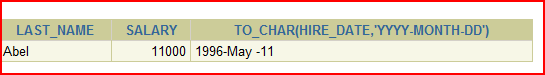 LAST_NAME SALARY TO_CHAR(HIRE_DATE,'YYYY-MONTH-DD')
Abel 11000 1996-May -11